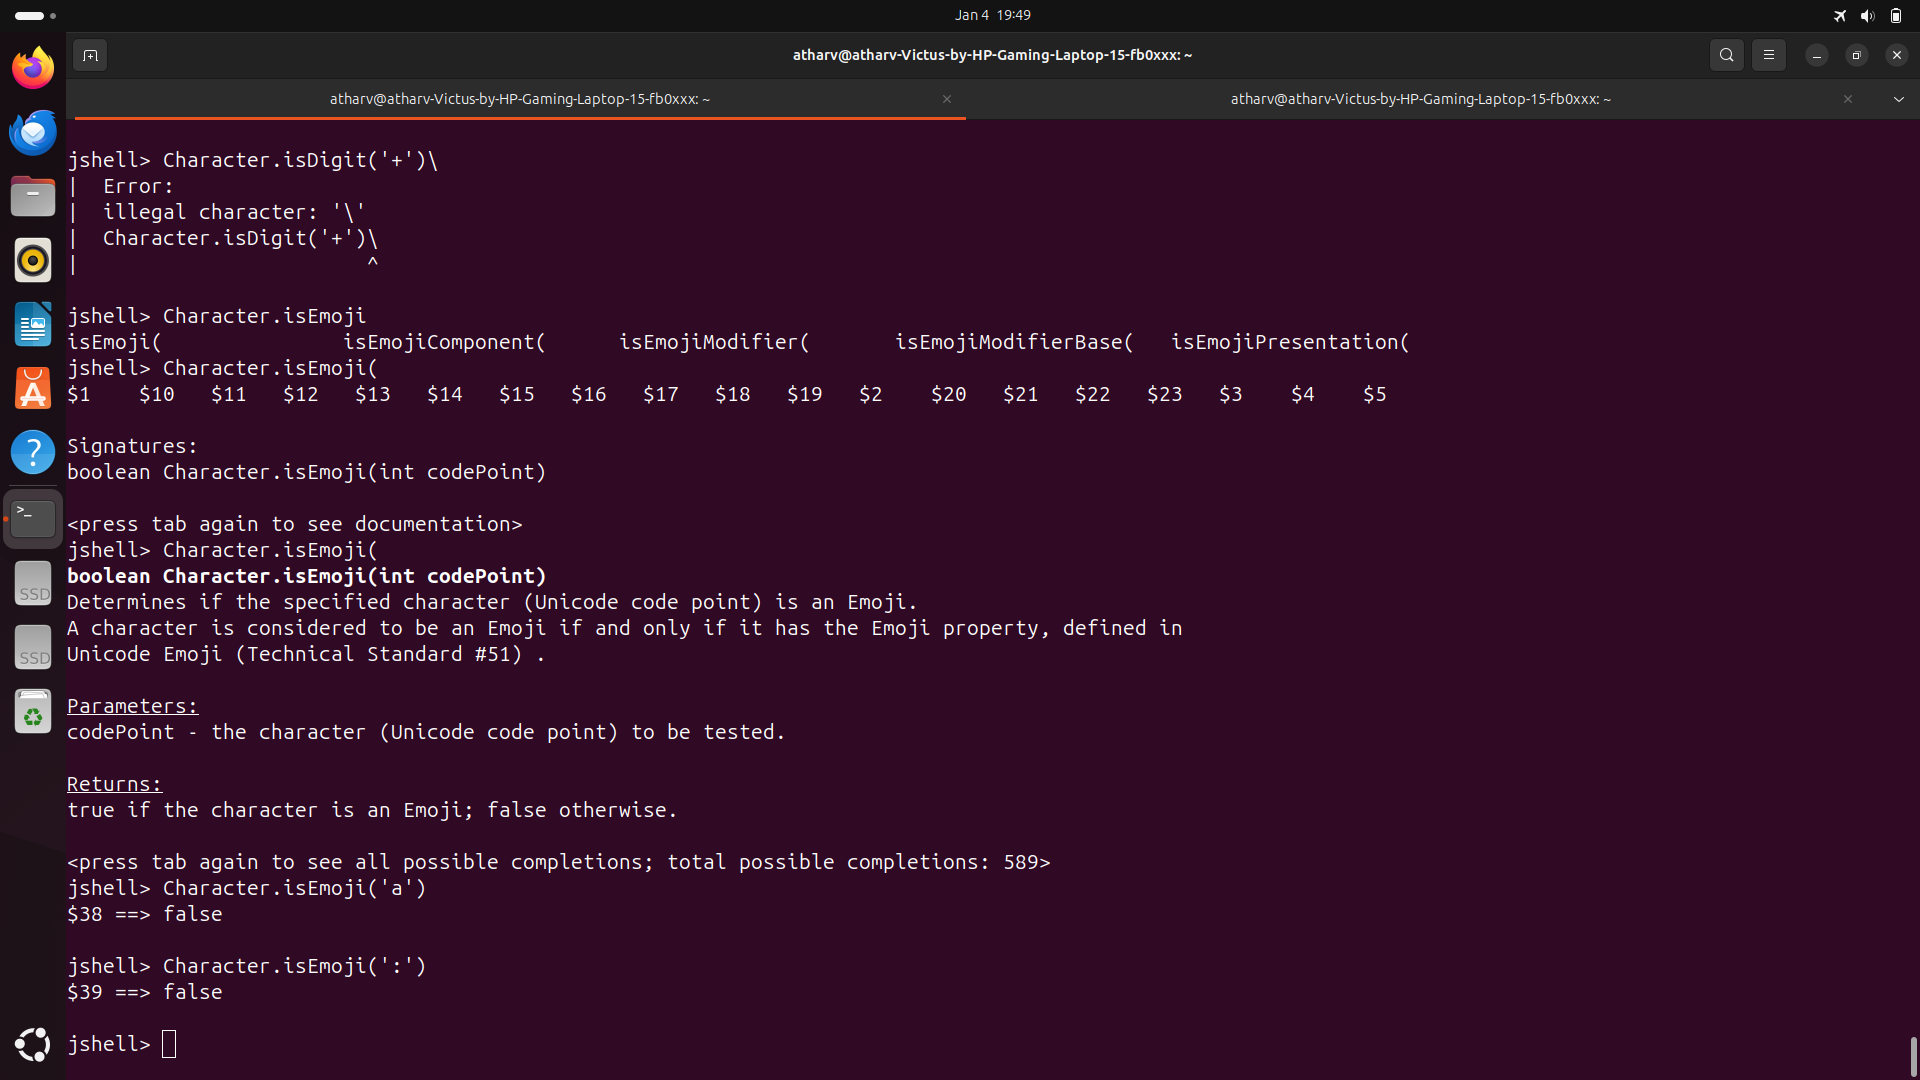 Jan 4 19:49
atharv@atharv-Victus-by-HP-Gaming-Laptop-15-fb0xxx: ~
atharv@atharv-Victus-by-HP-Gaming-Laptop-15-fb0xxx: ~ atharv@atharv-Victus-by-HP-Gaming-Laptop-15-fb0xxx: ~
jshell> Character.isDigit('+')\
| Error:
| illegal character: '\'
| Character.isDigit('+')\
| ^
jshell> Character.isEmoji
isEmoji( isEmojiComponent( isEmojiModifier( isEmojiModifierBase( isEmojiPresentation(
jshell> Character.isEmoji(
$1 $10 $11 $12 $13 $14 $15 $16 $17 $18 $19 $2 $20 $21 $22 $23 $3 $4 $5
Signatures:
boolean Character.isEmoji(int codePoint)
<press tab again to see documentation>
jshell> Character.isEmoji(
boolean Character.isEmoji(int codePoint)
Determines if the specified character (Unicode code point) is an Emoji.
A character is considered to be an Emoji if and only if it has the Emoji property, defined in
Unicode Emoji (Technical Standard #51) .
Parameters:
codePoint - the character (Unicode code point) to be tested.
Returns:
true if the character is an Emoji; false otherwise.
<press tab again to see all possible completions; total possible completions: 589>
jshell> Character.isEmoji('a')
$38 ==> false
jshell> Character.isEmoji(':')
$39 ==> false
jshell>
SSD
SSD